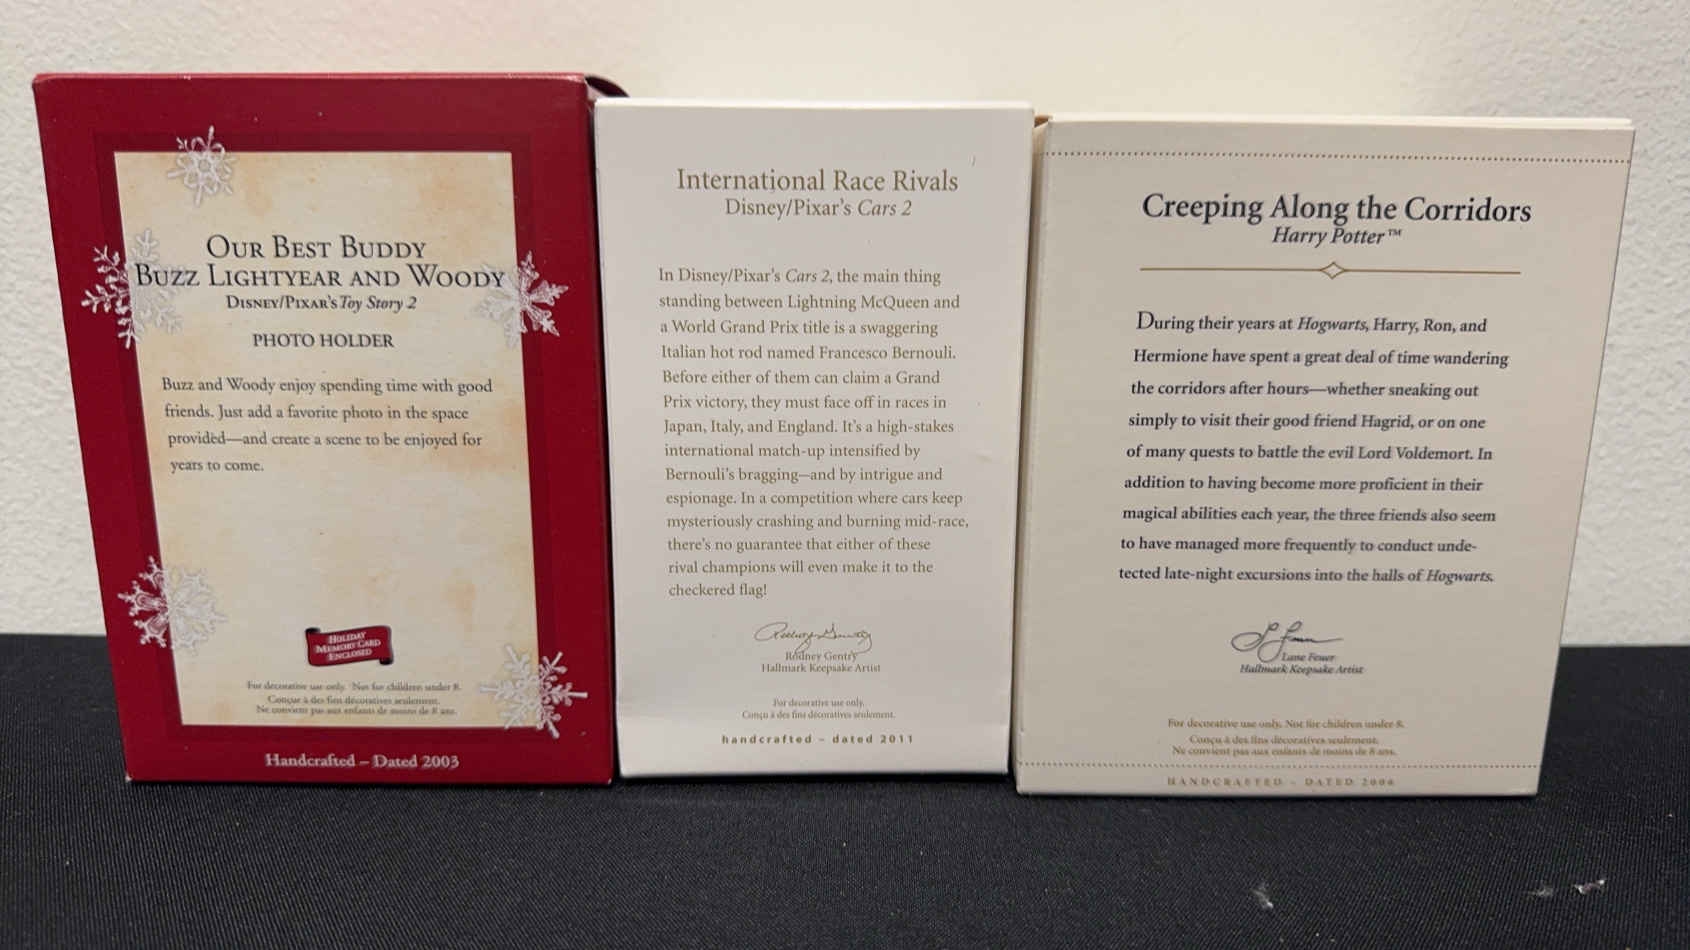 OUR BEST BUDDY
BUZZ LIGHTYEAR AND WOODY
DISNEY/PIXAR'S Toy Story 2
PHOTO HOLDER
Buzz and Woody enjoy spending time with good
friends. Just add a favorite photo in the space
provided—and create a scene to be enjoyed for
years to come.
HOLIDAY
MEMORY CARD
ENCLOSED
For decorative use only. Not for children under 8.
Conçue à des fins décoratives seulement.
Ne convient pas aux enfants de moins de 8 ans.
Handcrafted – Dated 2003
International Race Rivals
Disney/Pixar's Cars 2
In Disney/Pixar's Cars 2, the main thing
standing between Lightning McQueen and
a World Grand Prix title is a swaggering
Italian hot rod named Francesco Bernouli.
Before either of them can claim a Grand
Prix victory, they must face off in races in
Japan, Italy, and England. It's a high-stakes
international match-up intensified by
Bernouli's bragging—and by intrigue and
espionage. In a competition where cars keep
mysteriously crashing and burning mid-race,
there's no guarantee that either of these
rival champions will even make it to the
checkered flag!
Rodney Gentry
Rodney Gentry
Hallmark Keepsake Artist
For decorative use only.
Conçu à des fins décoratives seulement.
handcrafted – dated 2011
Creeping Along the Corridors
Harry Potter™
During their years at Hogwarts, Harry, Ron, and
Hermione have spent a great deal of time wandering
the corridors after hours—whether sneaking out
simply to visit their good friend Hagrid, or on one
of many quests to battle the evil Lord Voldemort. In
addition to having become more proficient in their
magical abilities each year, the three friends also seem
to have managed more frequently to conduct unde-
tected late-night excursions into the halls of Hogwarts.
Lane Feuer
Hallmark Keepsake Artist
For decorative use only. Not for children under 8.
Conçu à des fins décoratives seulement.
Ne convient pas aux enfants de moins de 8 ans.
HANDCRAFTED – DATED 2006